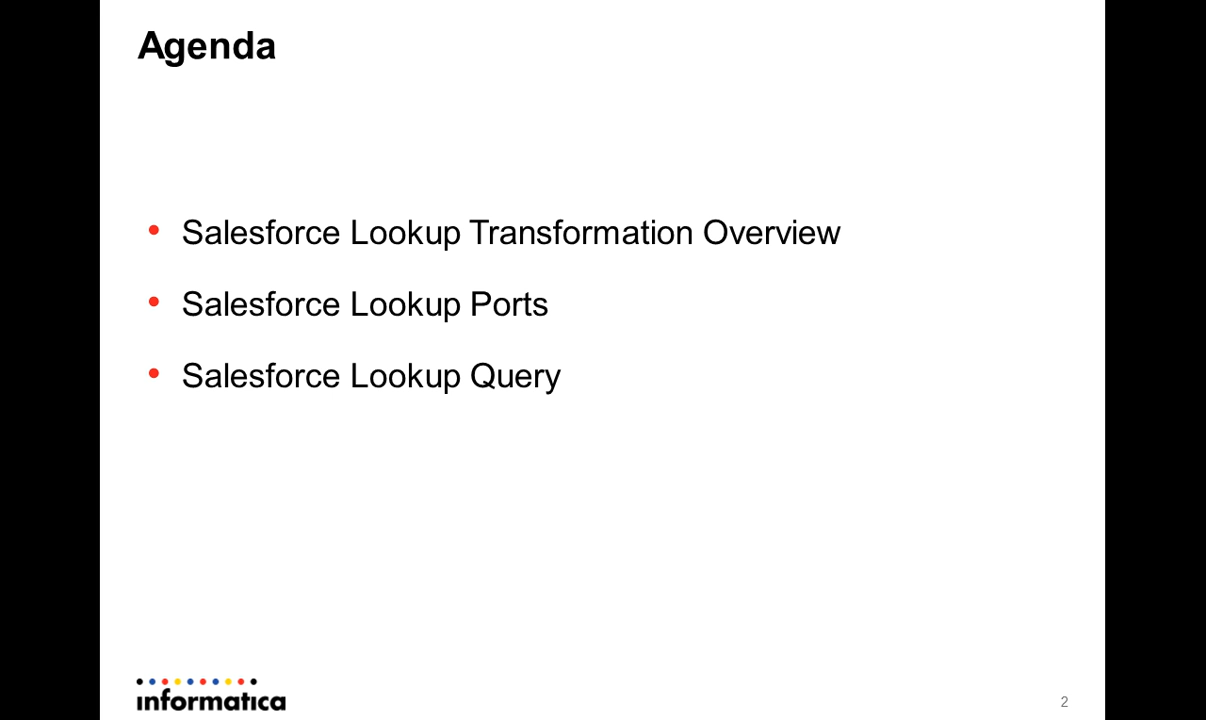 Agenda
• Salesforce Lookup Transformation Overview
• Salesforce Lookup Ports
• Salesforce Lookup Query
informatica
2